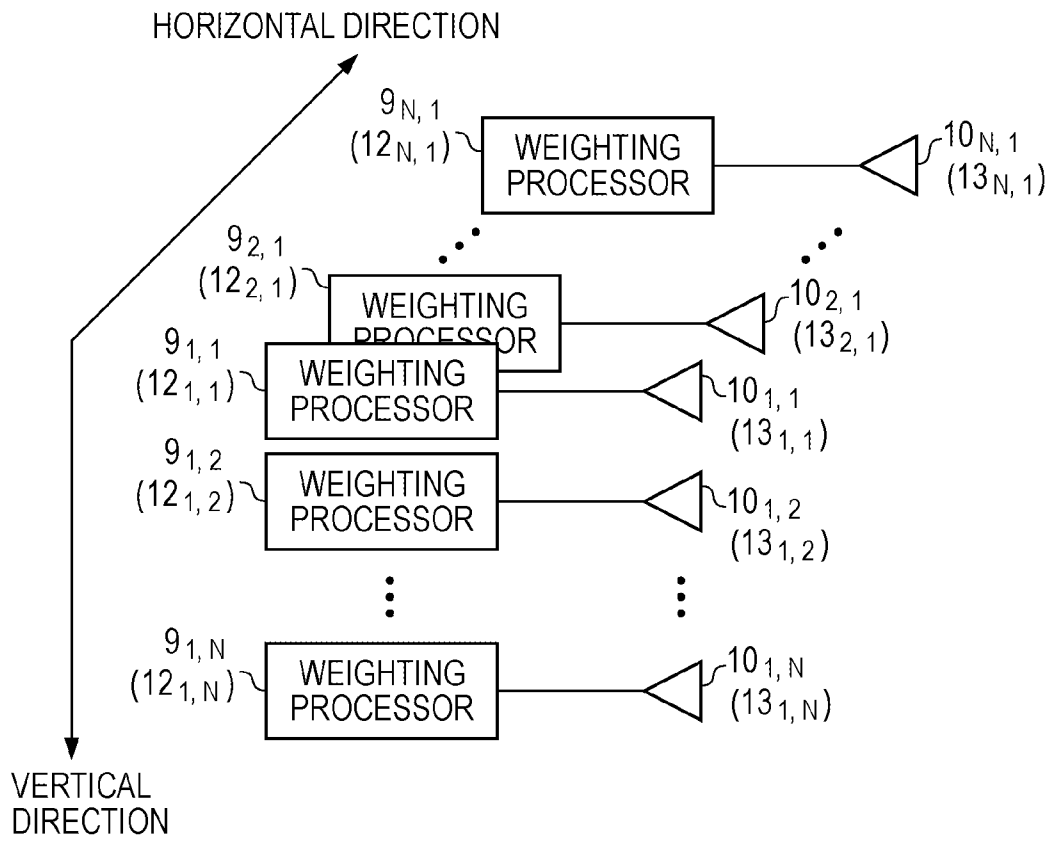 HORIZONTAL DIRECTION
9N, 1
(12N, 1)
WEIGHTING
PROCESSOR
10N, 1
(13N, 1)
92, 1
(122, 1)
WEIGHTING
PROCESSOR
102, 1
(132, 1)
91, 1
(121, 1)
WEIGHTING
PROCESSOR
101, 1
(131, 1)
91, 2
(121, 2)
WEIGHTING
PROCESSOR
101, 2
(131, 2)
91, N
(121, N)
WEIGHTING
PROCESSOR
101, N
(131, N)
VERTICAL
DIRECTION